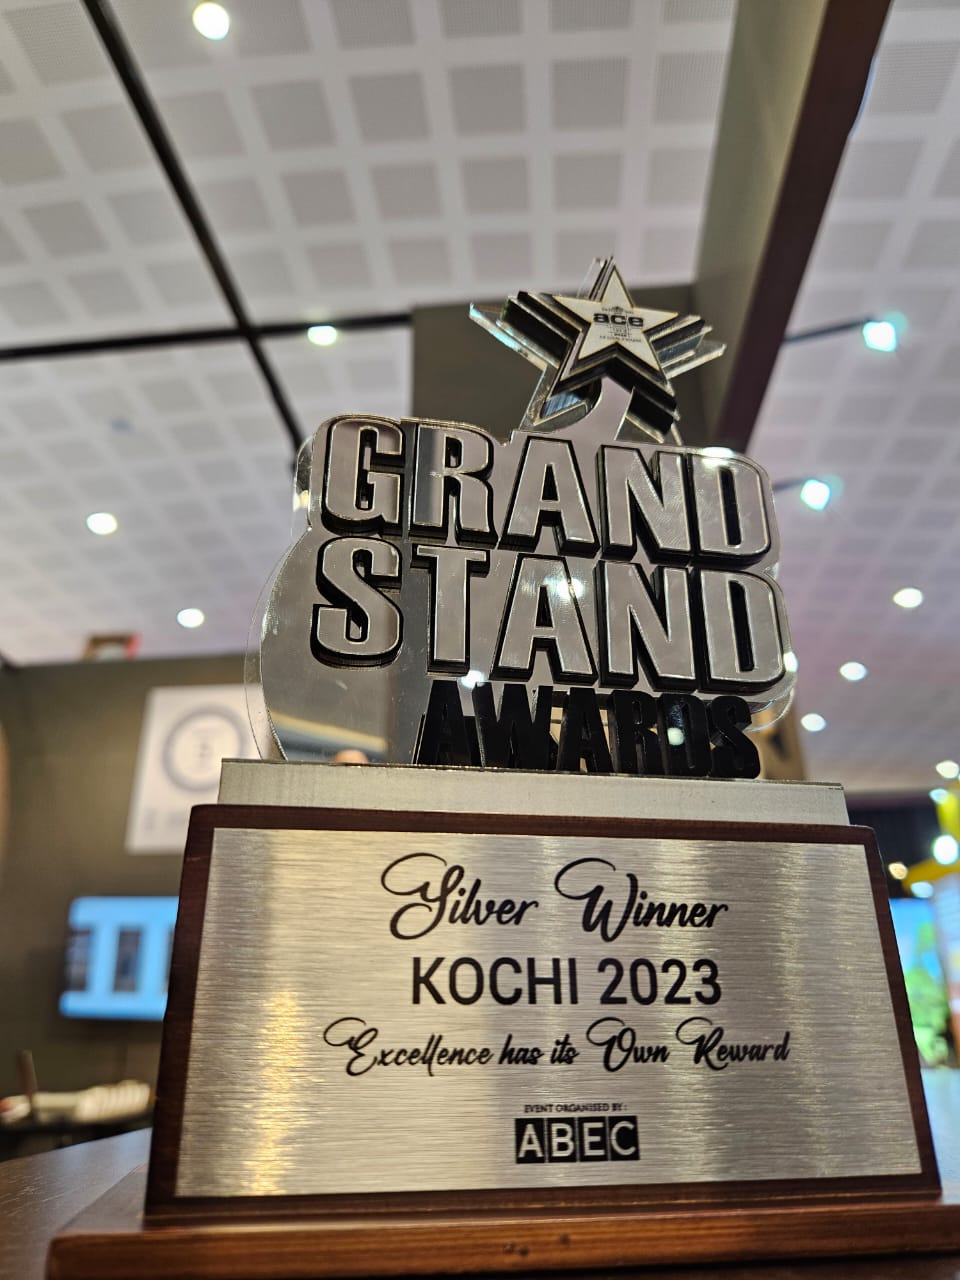 ace
GRAND
STAND
AWARDS
Silver Winner
KOCHI 2023
Excellence has its Own Reward
EVENT ORGANISED BY :
ABEC